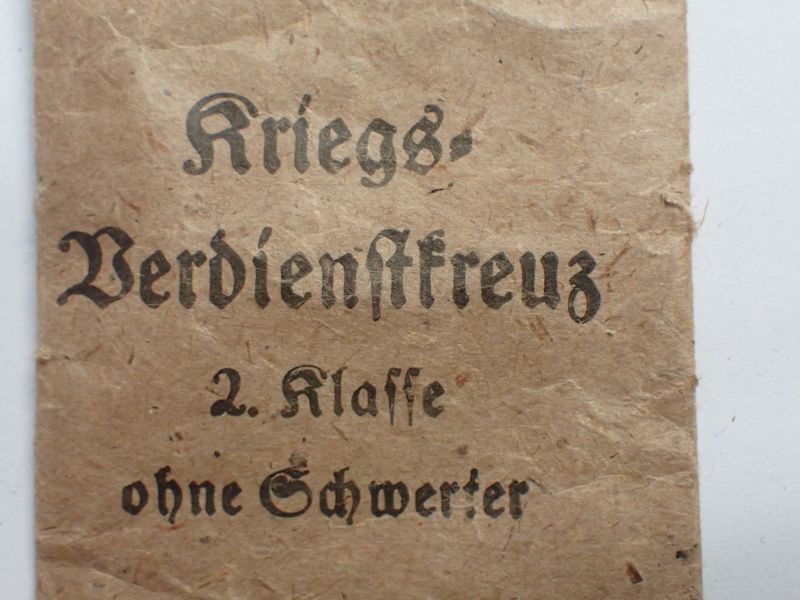 Kriegs-
Verdienſtkreuz
2. Klaſſe
ohne Schwerter